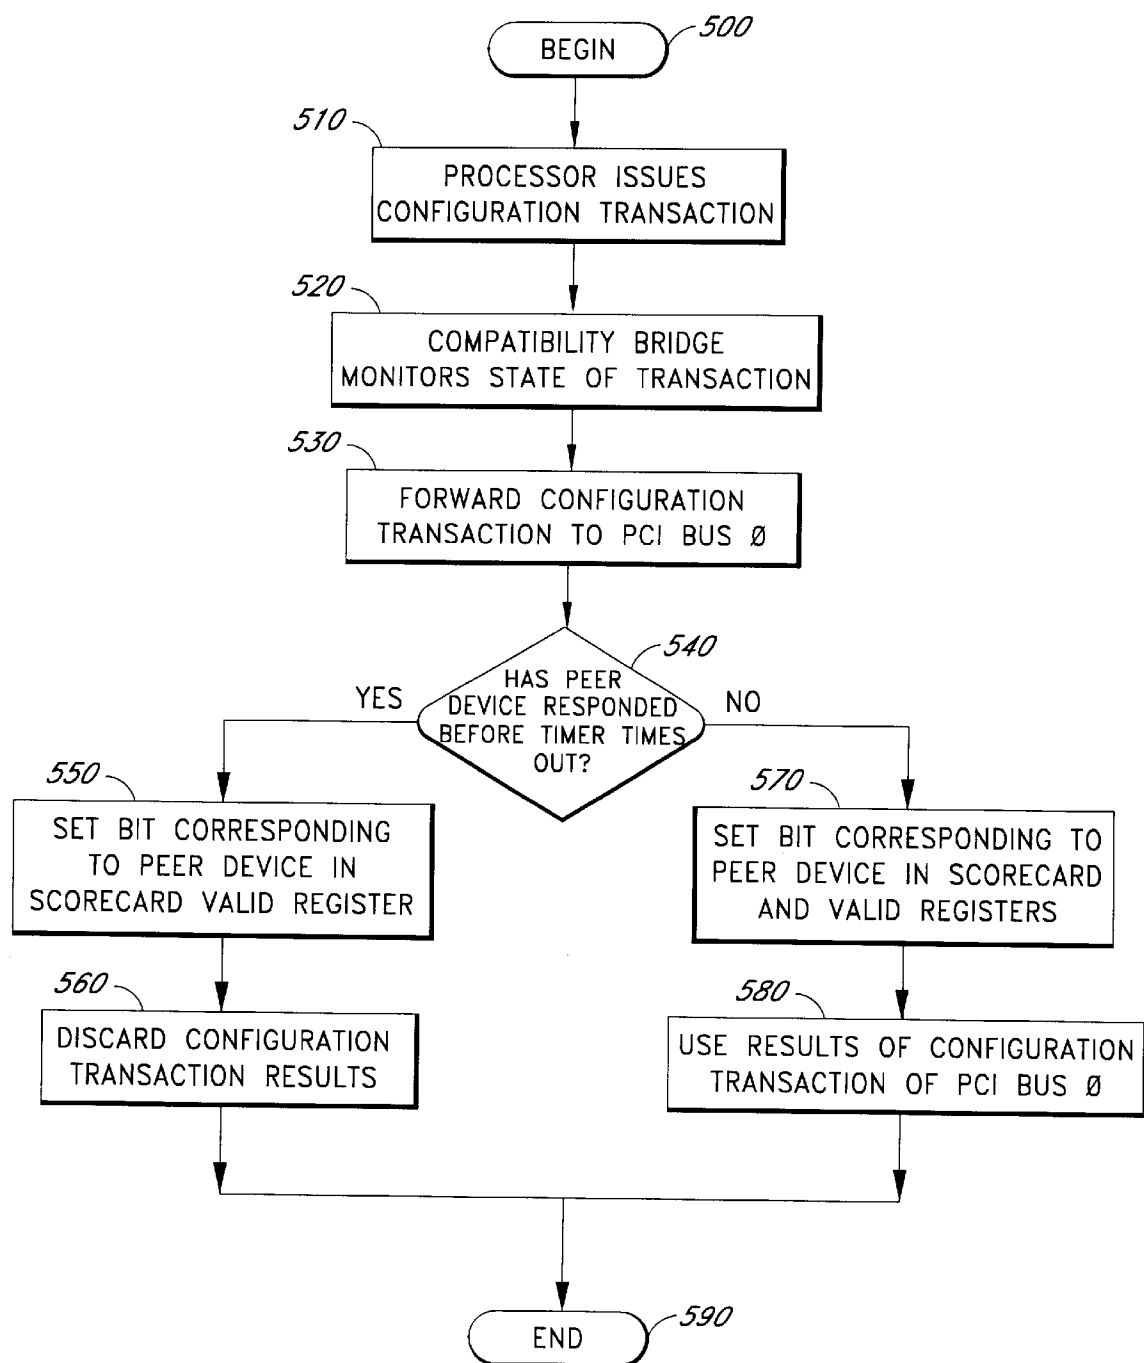 BEGIN
500
510
PROCESSOR ISSUES
CONFIGURATION TRANSACTION
520
COMPATIBILITY BRIDGE
MONITORS STATE OF TRANSACTION
530
FORWARD CONFIGURATION
TRANSACTION TO PCI BUS Ø
540
HAS PEER
DEVICE RESPONDED
BEFORE TIMER TIMES
OUT?
YES
NO
550
SET BIT CORRESPONDING
TO PEER DEVICE IN
SCORECARD VALID REGISTER
560
DISCARD CONFIGURATION
TRANSACTION RESULTS
570
SET BIT CORRESPONDING TO
PEER DEVICE IN SCORECARD
AND VALID REGISTERS
580
USE RESULTS OF CONFIGURATION
TRANSACTION OF PCI BUS Ø
END
590